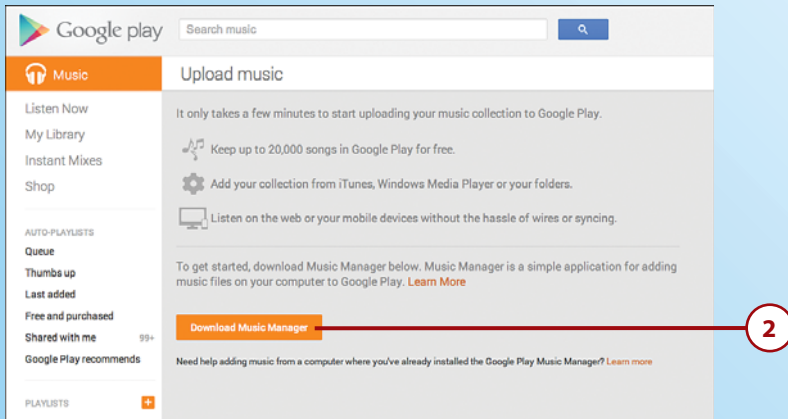 Google play
Search music
Music
Upload music
Listen Now
My Library
Instant Mixes
Shop
AUTO-PLAYLISTS
Queue
Thumbs up
Last added
Free and purchased
Shared with me 99+
Google Play recommends
PLAYLISTS +
It only takes a few minutes to start uploading your music collection to Google Play.
Keep up to 20,000 songs in Google Play for free.
Add your collection from iTunes, Windows Media Player or your folders.
Listen on the web or your mobile devices without the hassle of wires or syncing.
To get started, download Music Manager below. Music Manager is a simple application for adding
music files on your computer to Google Play. Learn More
Download Music Manager
2
Need help adding music from a computer where you've already installed the Google Play Music Manager? Learn more